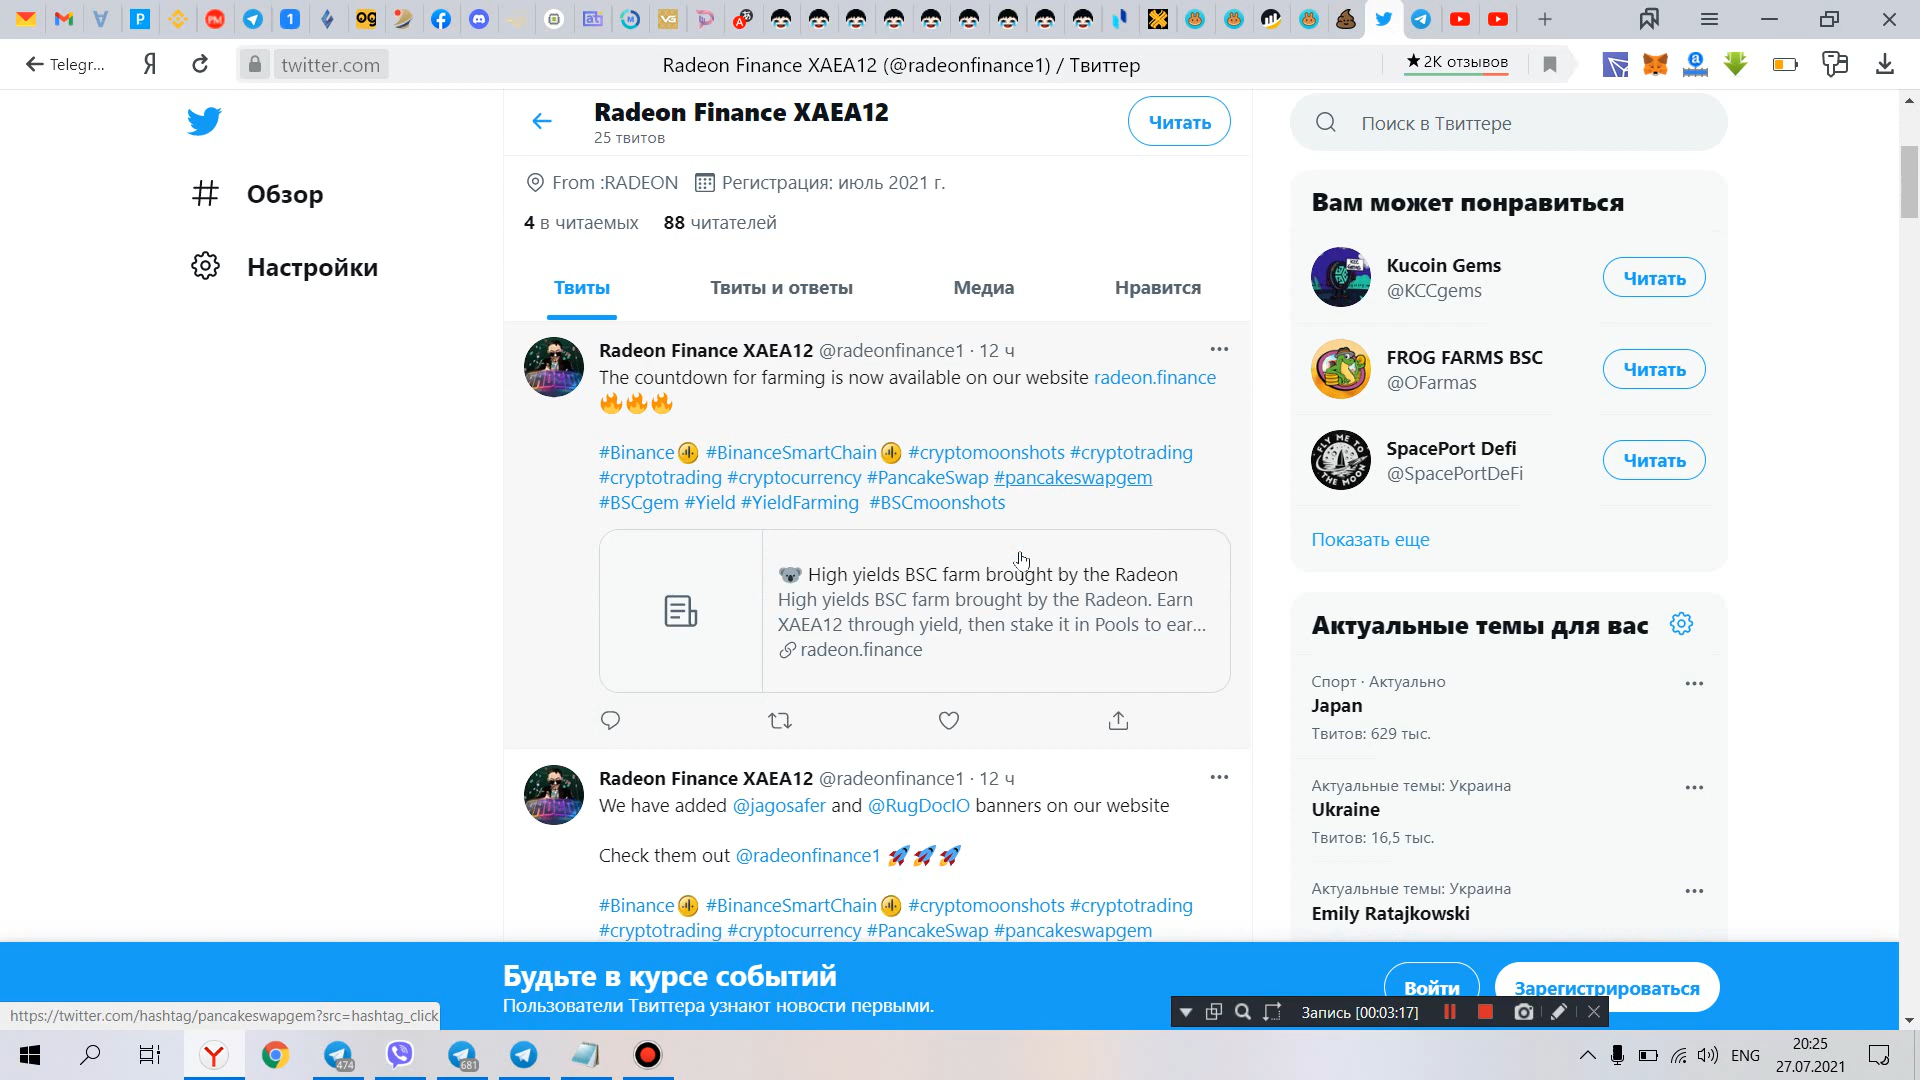 Telegr...
Я
twitter.com
Radeon Finance XAEA12 (@radeonfinance1) / Твиттер
★2K отзывов
Обзор
Настройки
Radeon Finance XAEA12
25 твитов
Читать
From :RADEON
Регистрация: июль 2021 г.
4 в читаемых
88 читателей
Твиты
Твиты и ответы
Медиа
Нравится
Radeon Finance XAEA12 @radeonfinance1 · 12 ч
The countdown for farming is now available on our website radeon.finance
🔥🔥🔥
#Binance #BinanceSmartChain #cryptomoonshots #cryptotrading
#cryptotrading #cryptocurrency #PancakeSwap #pancakeswapgem
#BSCgem #Yield #YieldFarming #BSCmoonshots
🐨 High yields BSC farm brought by the Radeon
High yields BSC farm brought by the Radeon. Earn
XAEA12 through yield, then stake it in Pools to ear...
radeon.finance
Radeon Finance XAEA12 @radeonfinance1 · 12 ч
We have added @jagosafer and @RugDocIO banners on our website
Check them out @radeonfinance1 🚀🚀🚀
#Binance #BinanceSmartChain #cryptomoonshots #cryptotrading
#cryptotrading #cryptocurrency #PancakeSwap #pancakeswapgem
Поиск в Твиттере
Вам может понравиться
Kucoin Gems
@KCCgems
Читать
FROG FARMS BSC
@OFarmas
Читать
SpacePort Defi
@SpacePortDeFi
Читать
Показать еще
Актуальные темы для вас
Спорт · Актуально
Japan
Твитов: 629 тыс.
Актуальные темы: Украина
Ukraine
Твитов: 16,5 тыс.
Актуальные темы: Украина
Emily Ratajkowski
Будьте в курсе событий
Пользователи Твиттера узнают новости первыми.
Войти
Зарегистрироваться
https://twitter.com/hashtag/pancakeswapgem?src=hashtag_click
Запись [00:03:17]
474
681
ENG
20:25
27.07.2021